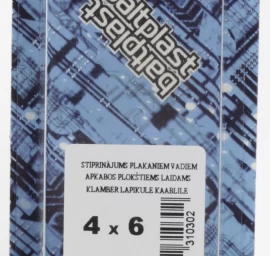 baltplast
baltplast
STIPRINĀJUMS PLAKANIEM VADIEM
APKABOS PLOKŠTIEMS LAIDAMS
KLAMBER LAPIKULE KAABLILE
4 x 6
310302